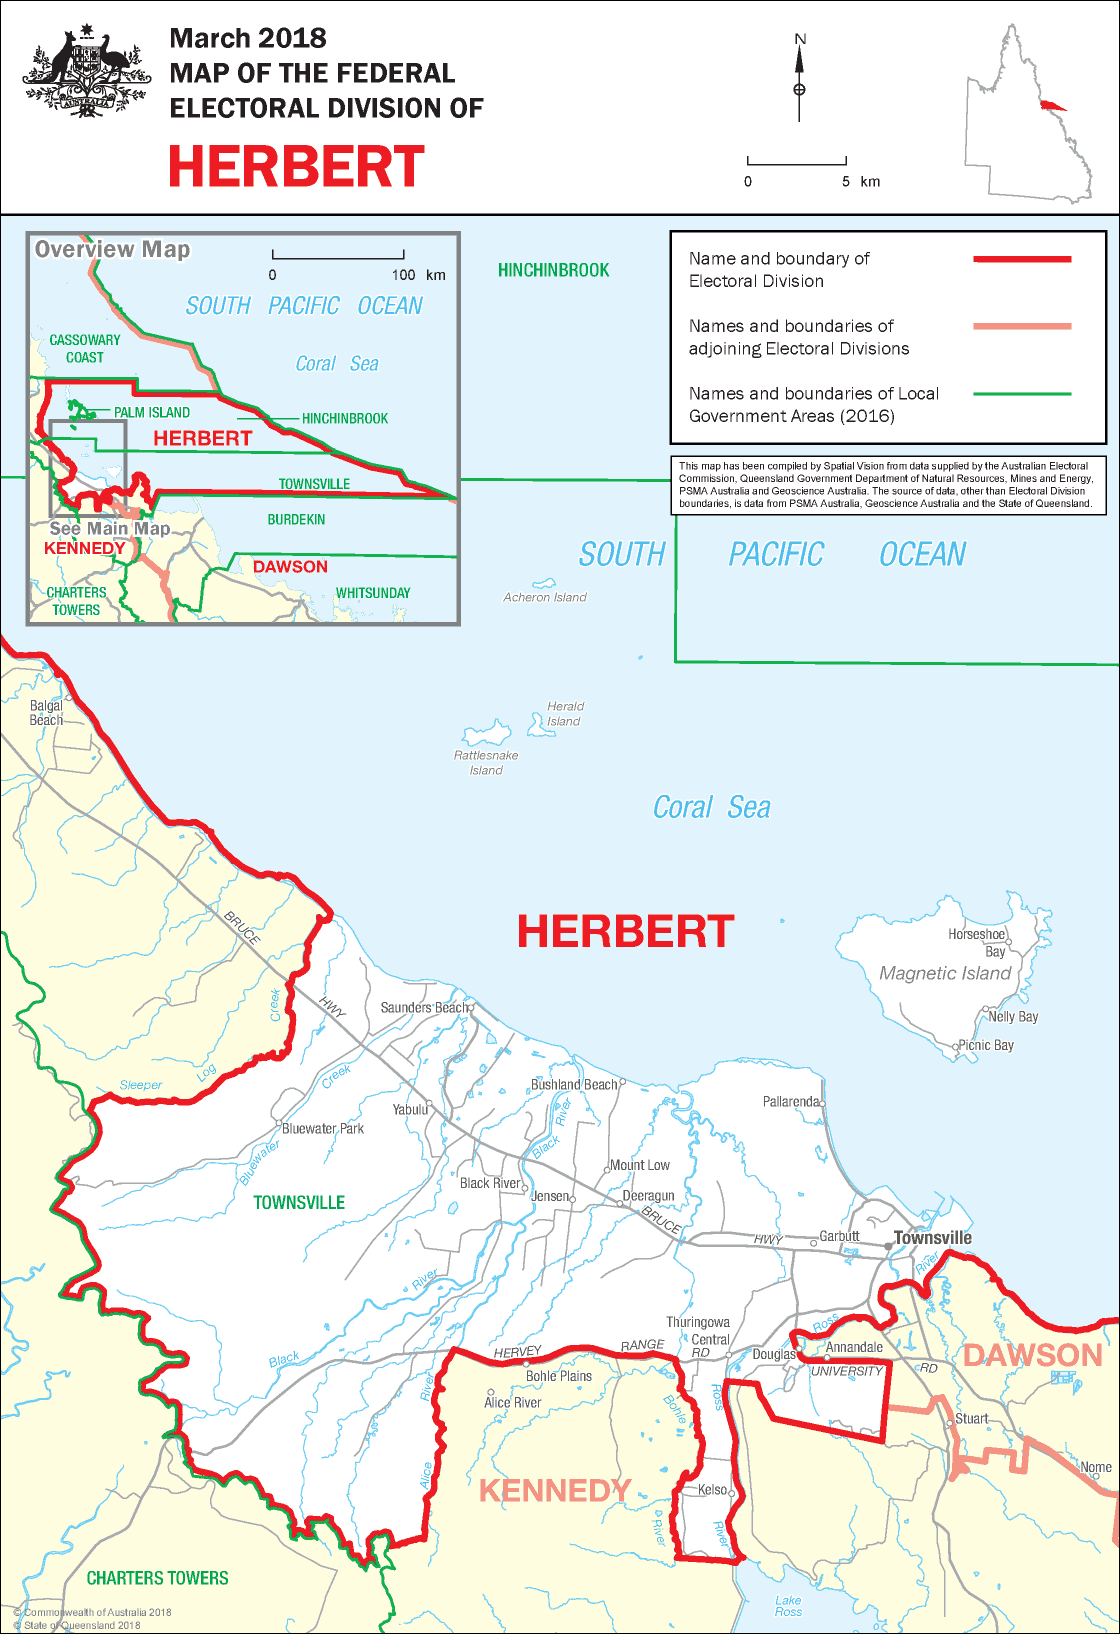 March 2018
MAP OF THE FEDERAL
ELECTORAL DIVISION OF
HERBERT
AUSTRALIA
N
0 5 km
Overview Map
0 100 km
SOUTH PACIFIC OCEAN
CASSOWARY
COAST
Coral Sea
PALM ISLAND
HINCHINBROOK
HERBERT
TOWNSVILLE
BURDEKIN
See Main Map
KENNEDY
DAWSON
CHARTERS
TOWERS
WHITSUNDAY
HINCHINBROOK
Name and boundary of
Electoral Division
Names and boundaries of
adjoining Electoral Divisions
Names and boundaries of Local
Government Areas (2016)
This map has been compiled by Spatial Vision from data supplied by the Australian Electoral
Commission, Queensland Government Department of Natural Resources, Mines and Energy,
PSMA Australia and Geoscience Australia. The source of data, other than Electoral Division
boundaries, is data from PSMA Australia, Geoscience Australia and the State of Queensland.
SOUTH PACIFIC OCEAN
Acheron Island
Balgal
Beach
Herald
Island
Rattlesnake
Island
Coral Sea
BRUCE
HERBERT
Horseshoe
Bay
Magnetic Island
Creek
HWY
Saunders Beach
Nelly Bay
Picnic Bay
Sleeper
Log
Creek
Bushland Beach
Yabulu
River
Pallarenda
Bluewater Park
Black
Bluewater
Mount Low
Black River
Jensen
Deeragun
TOWNSVILLE
BRUCE
HWY
Garbutt
Townsville
River
River
Thuringowa
Central
RD
Ross
Black
HERVEY
RANGE
Douglas
Annandale
DAWSON
Bohle Plains
UNIVERSITY
RD
River
Alice River
Ross
Bohle
Stuart
Alice
KENNEDY
Kelso
Nome
River
River
CHARTERS TOWERS
Lake
Ross
© Commonwealth of Australia 2018
© State of Queensland 2018